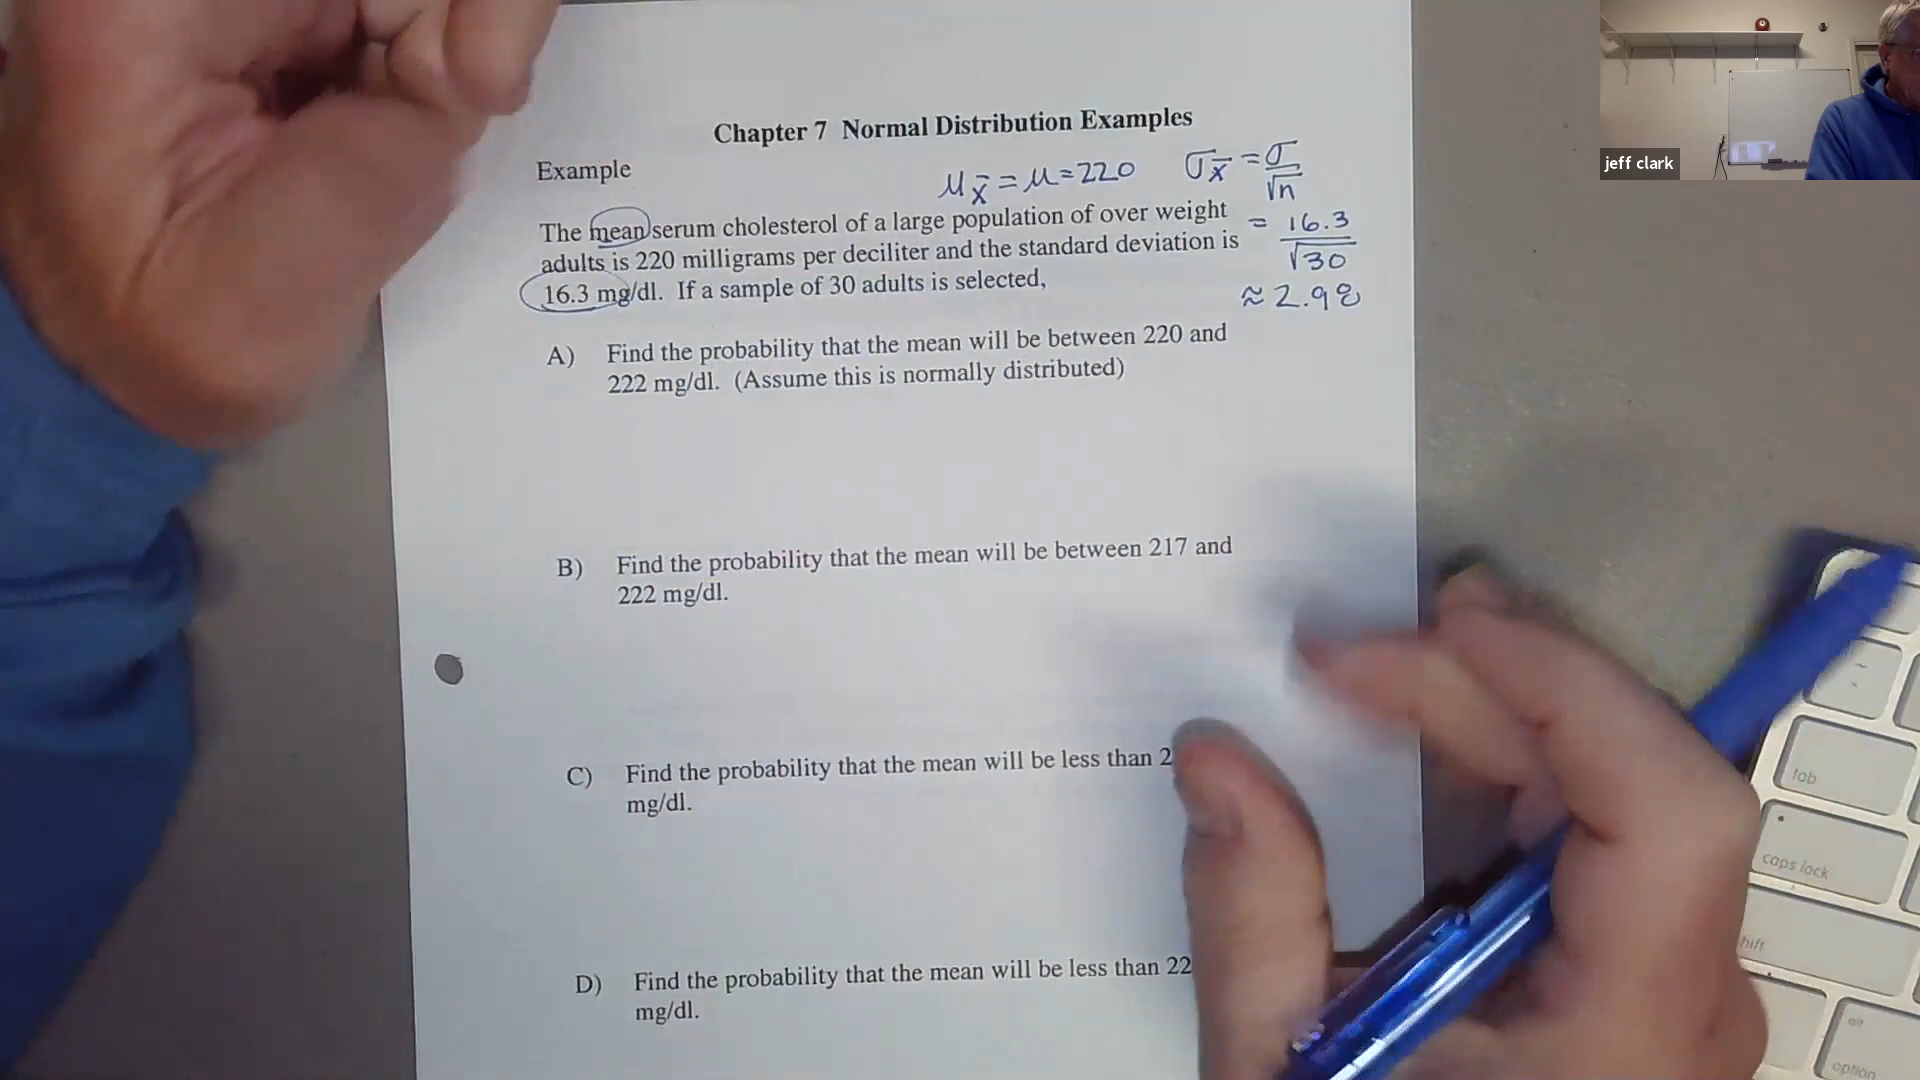 jeff clark
Chapter 7 Normal Distribution Examples
Example
μx̄ = μ = 220
σx̄ = σ/√n
= 16.3/√30
≈ 2.98
The mean serum cholesterol of a large population of over weight
adults is 220 milligrams per deciliter and the standard deviation is
16.3 mg/dl. If a sample of 30 adults is selected,
A) Find the probability that the mean will be between 220 and
222 mg/dl. (Assume this is normally distributed)
B) Find the probability that the mean will be between 217 and
222 mg/dl.
C) Find the probability that the mean will be less than 2
mg/dl.
D) Find the probability that the mean will be less than 22
mg/dl.
tab
caps lock
hift
alt
option